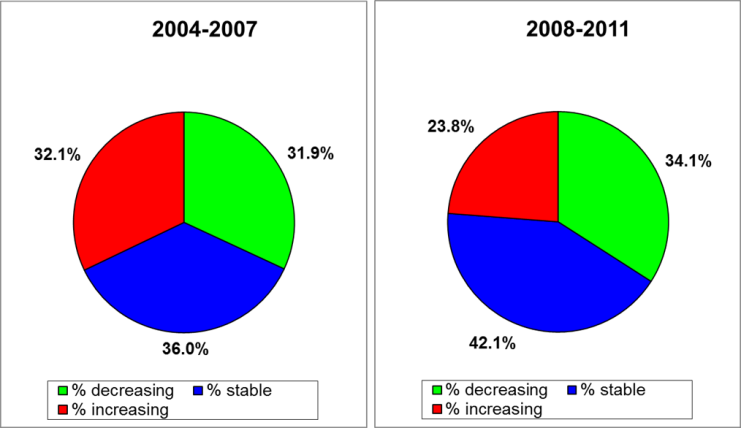 2004-2007
32.1%
31.9%
36.0%
% decreasing
% stable
% increasing
2008-2011
23.8%
34.1%
42.1%
% decreasing
% stable
% increasing